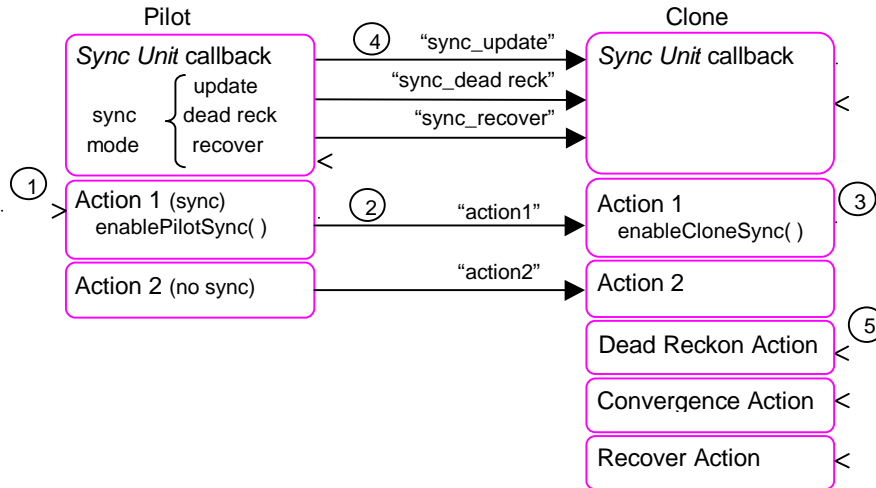 Pilot
Clone
Sync Unit callback
update
sync
dead reck
mode
recover
4
“sync_update”
“sync_dead reck”
“sync_recover”
Sync Unit callback
1
Action 1 (sync)
enablePilotSync( )
2
“action1”
Action 1
enableCloneSync( )
3
Action 2 (no sync)
“action2”
Action 2
5
Dead Reckon Action
Convergence Action
Recover Action